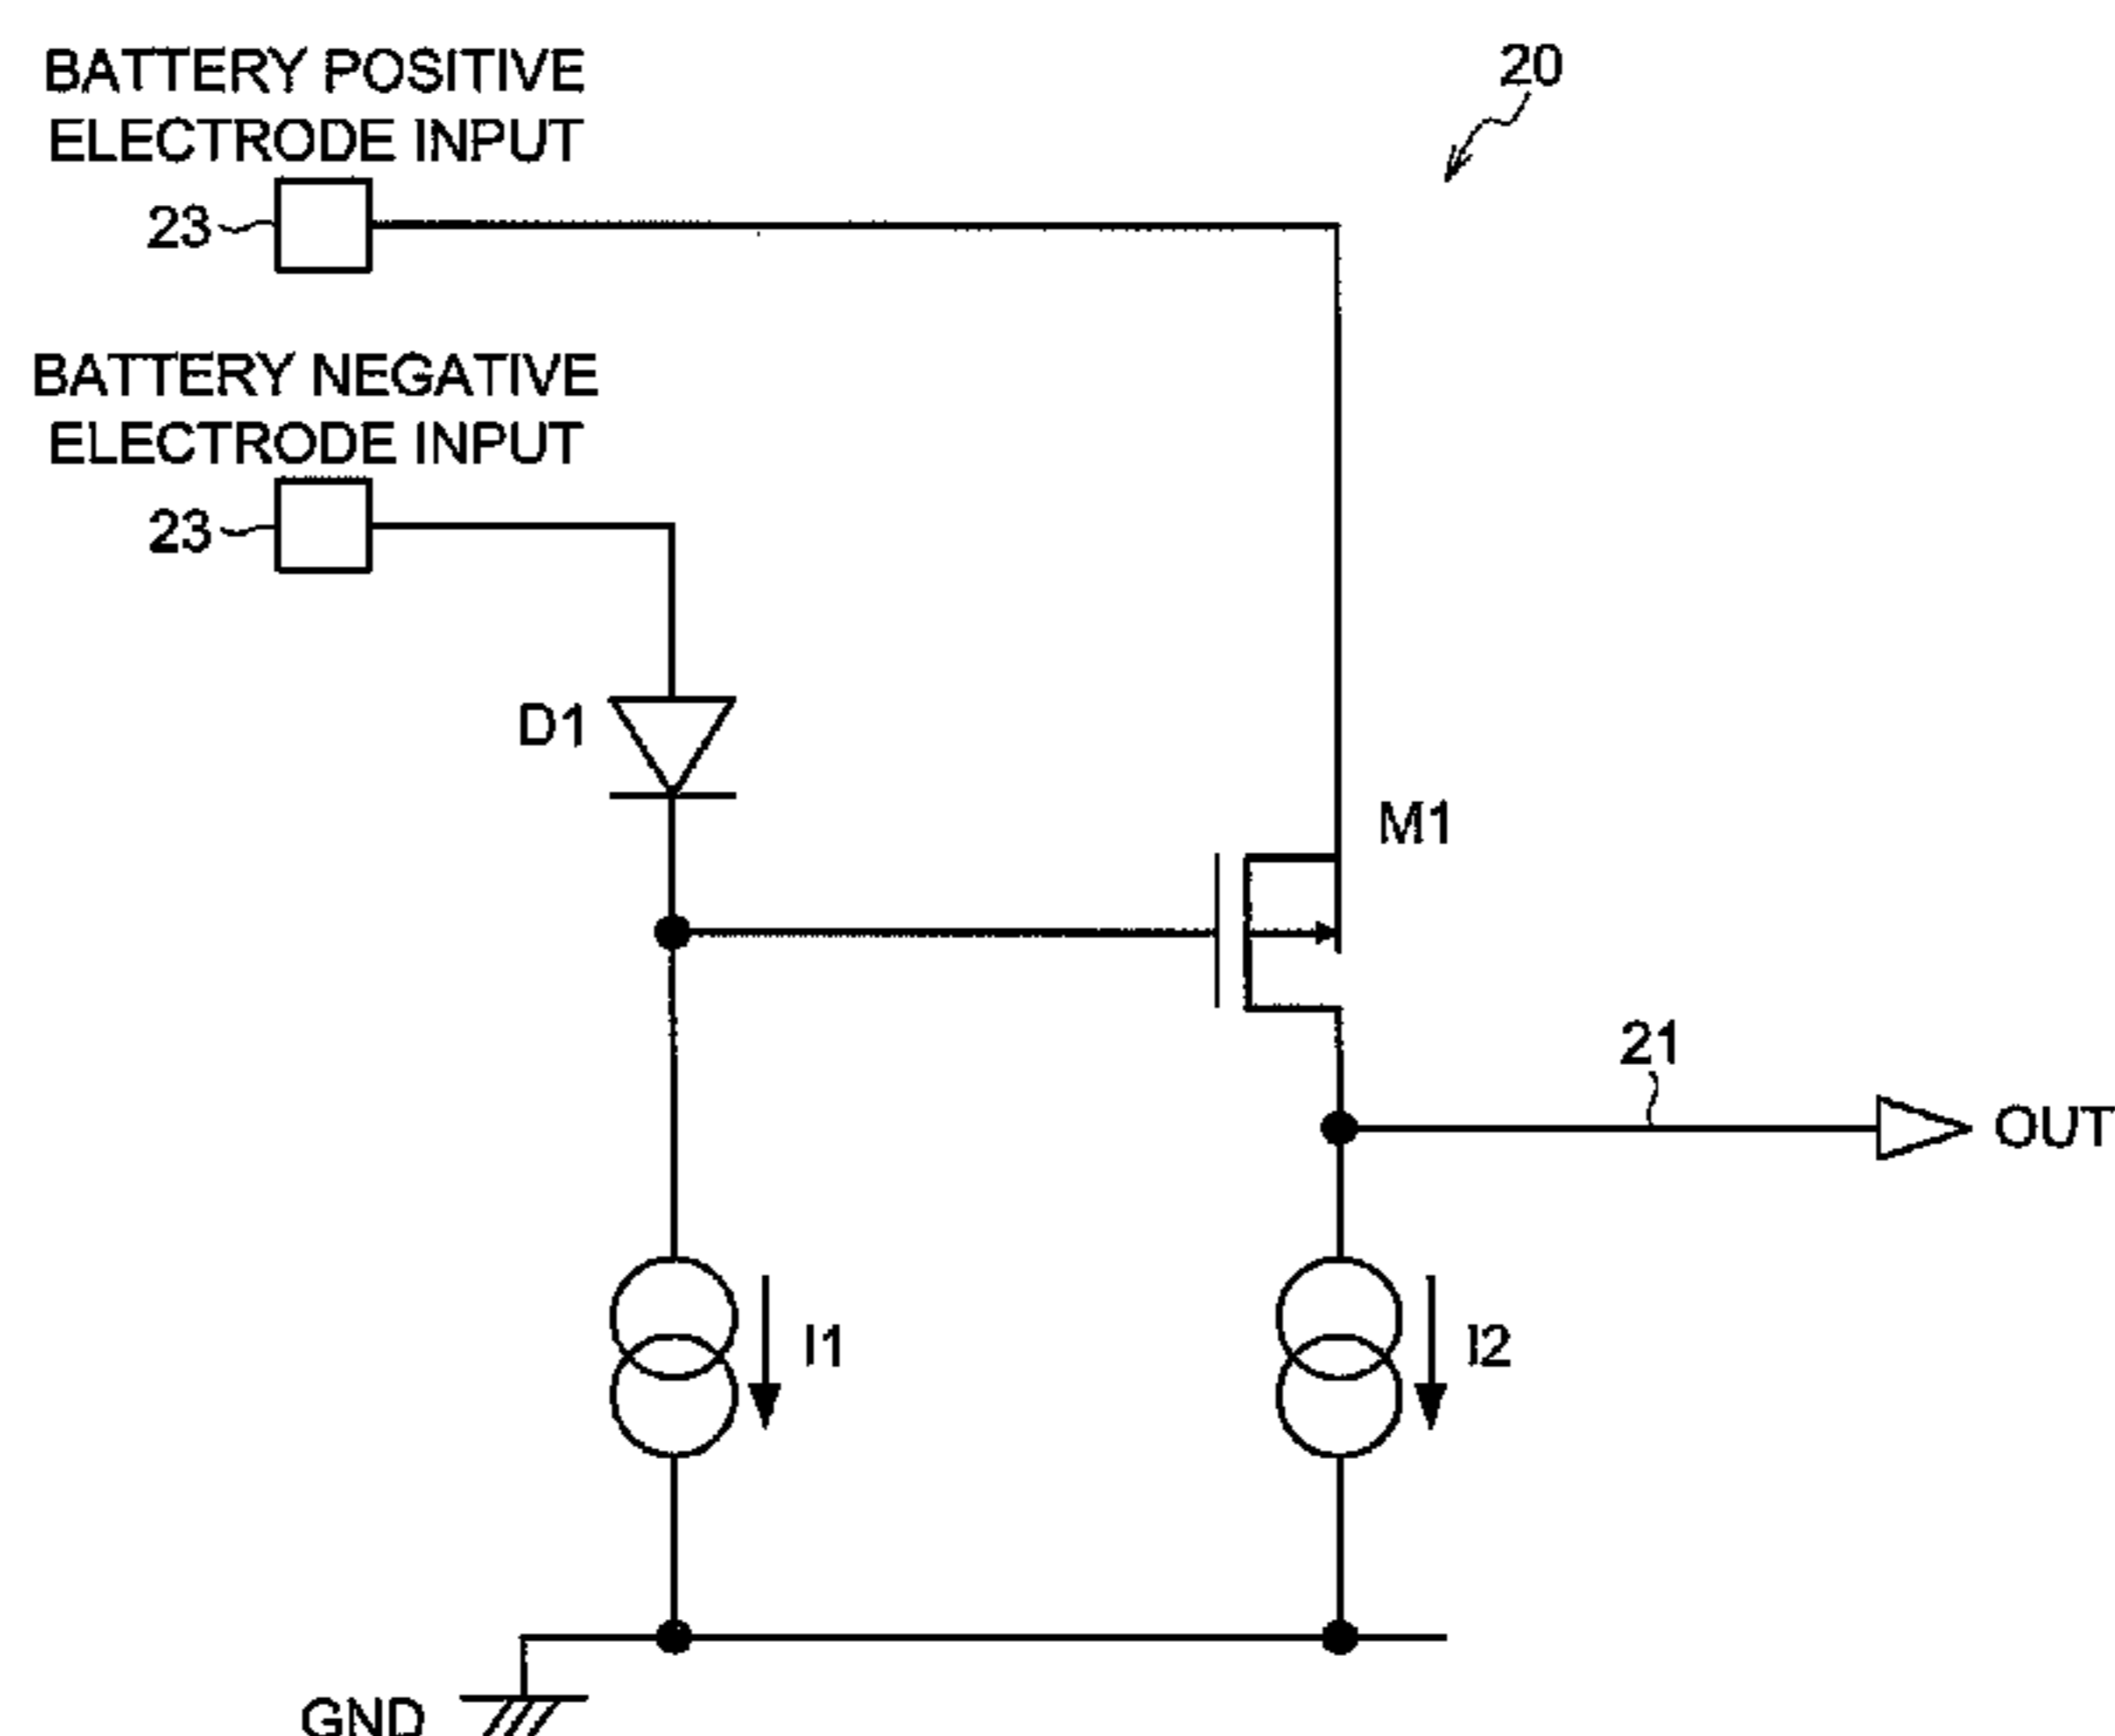 BATTERY POSITIVE
ELECTRODE INPUT
20
23
BATTERY NEGATIVE
ELECTRODE INPUT
23
D1
M1
21
OUT
I1
I2
GND